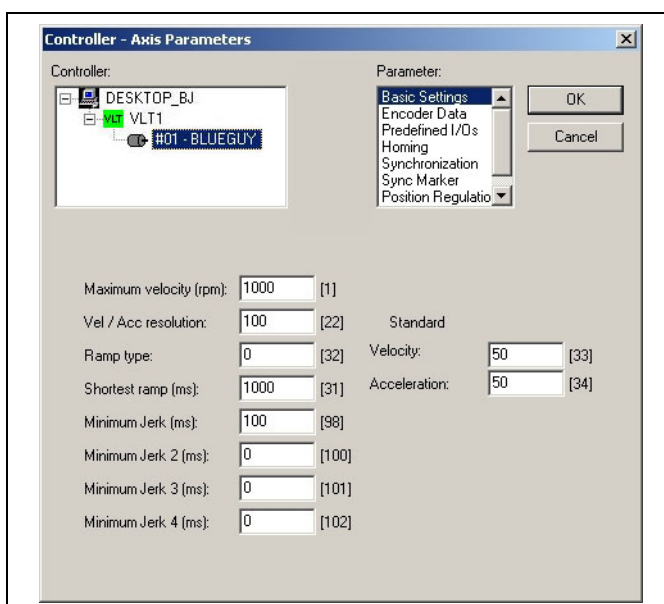 Controller - Axis Parameters
Controller:
DESKTOP_BJ
VLT VLT1
#01 - BLUEGUY
Parameter:
Basic Settings
Encoder Data
Predefined I/Os
Homing
Synchronization
Sync Marker
Position Regulatio
OK
Cancel
Maximum velocity (rpm): 1000 [1]
Vel / Acc resolution: 100 [22]
Ramp type: 0 [32]
Shortest ramp (ms): 1000 [31]
Minimum Jerk (ms): 100 [98]
Minimum Jerk 2 (ms): 0 [100]
Minimum Jerk 3 (ms): 0 [101]
Minimum Jerk 4 (ms): 0 [102]
Standard
Velocity: 50 [33]
Acceleration: 50 [34]